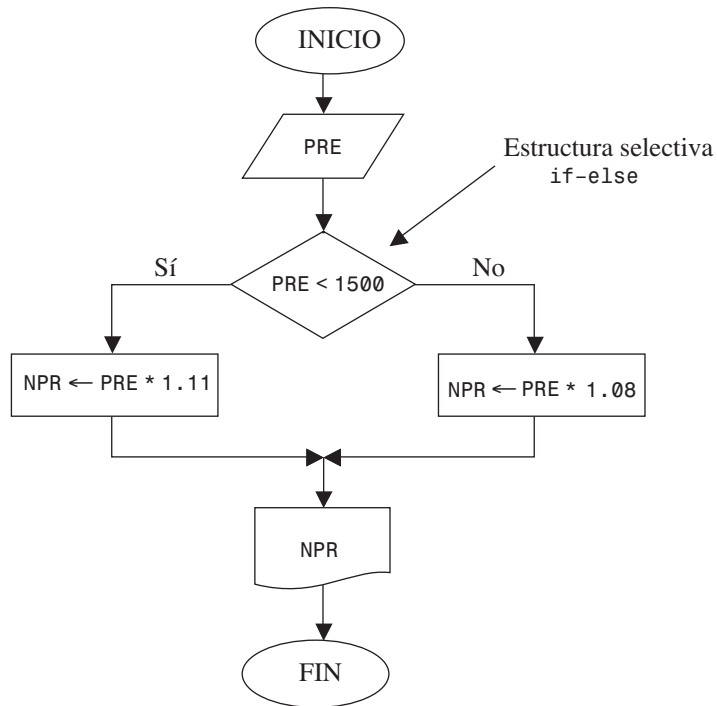 INICIO
PRE
Estructura selectiva
if-else
Sí
No
PRE < 1500
NPR ← PRE * 1.11
NPR ← PRE * 1.08
NPR
FIN